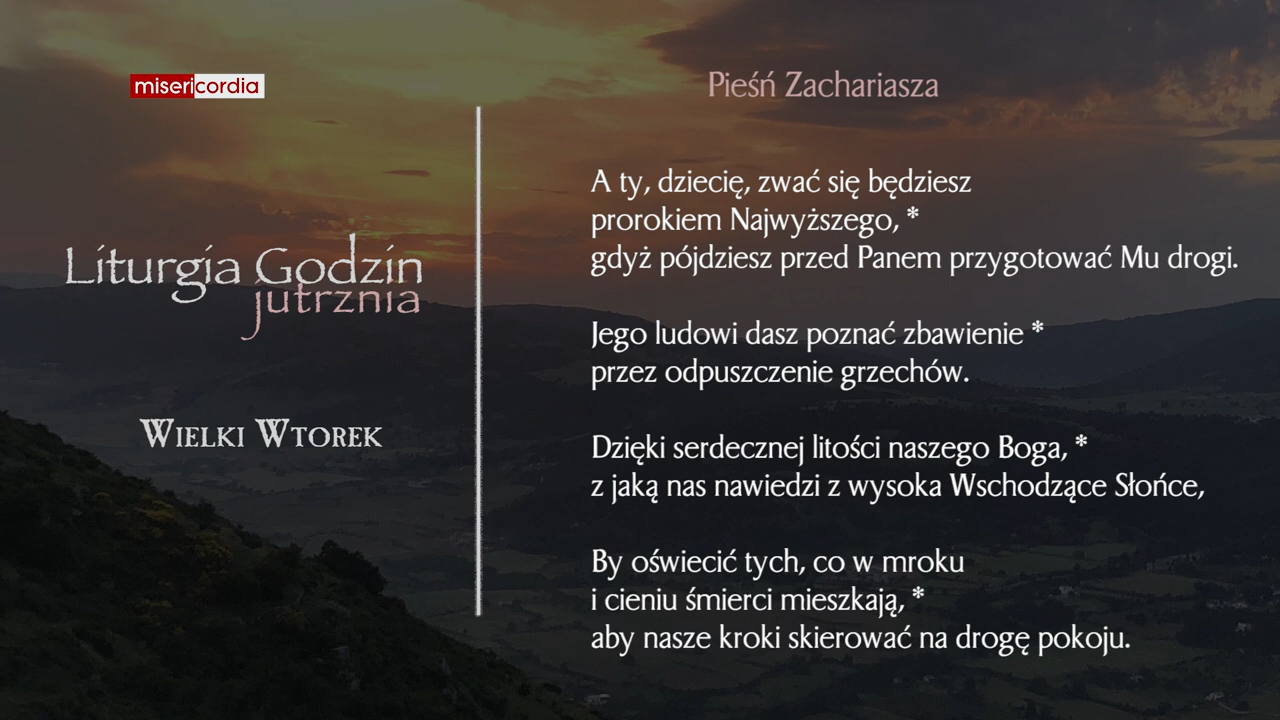 misericordia
Liturgia Godzin
jutrznia
Wielki Wtorek
Pieśń Zachariasza
A ty, dziecię, zwać się będziesz
prorokiem Najwyższego, *
gdyż pójdziesz przed Panem przygotować Mu drogi.
Jego ludowi dasz poznać zbawienie *
przez odpuszczenie grzechów.
Dzięki serdecznej litości naszego Boga, *
z jaką nas nawiedzi z wysoka Wschodzące Słońce,
By oświecić tych, co w mroku
i cieniu śmierci mieszkają, *
aby nasze kroki skierować na drogę pokoju.